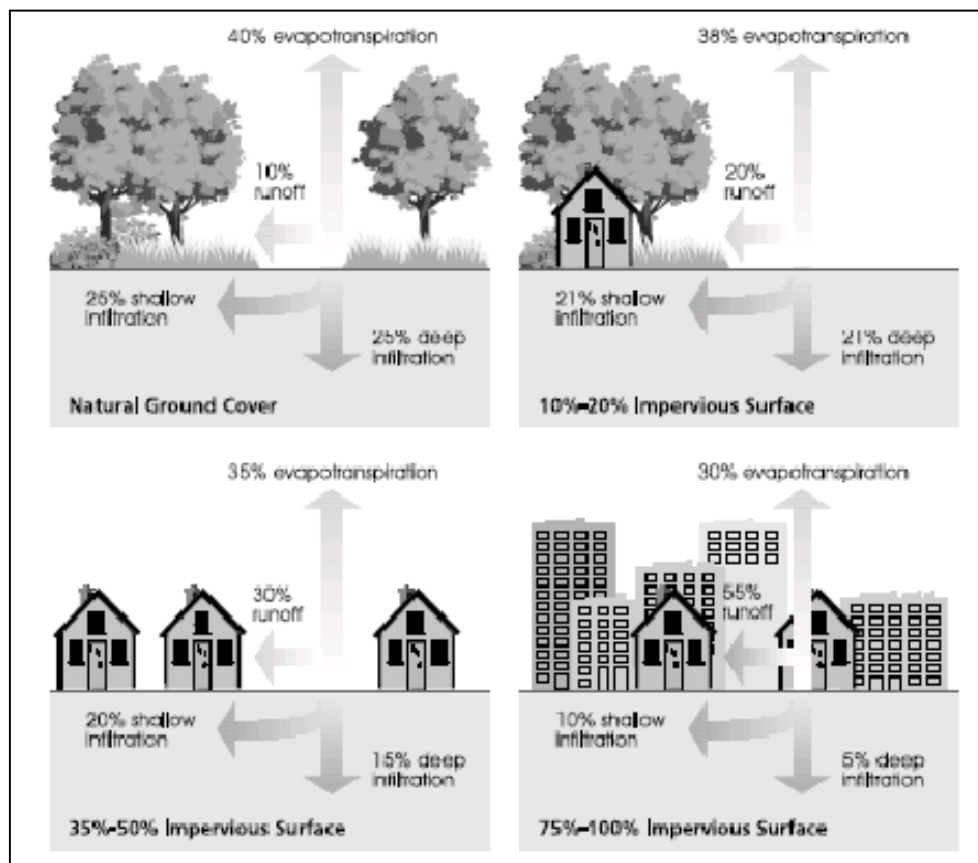 40% evapotranspiration
10%
runoff
25% shallow
infiltration
25% deep
infiltration
Natural Ground Cover
38% evapotranspiration
20%
runoff
21% shallow
infiltration
21% deep
infiltration
10%–20% Impervious Surface
35% evapotranspiration
30%
runoff
20% shallow
infiltration
15% deep
infiltration
35%–50% Impervious Surface
30% evapotranspiration
55%
runoff
10% shallow
infiltration
5% deep
infiltration
75%–100% Impervious Surface